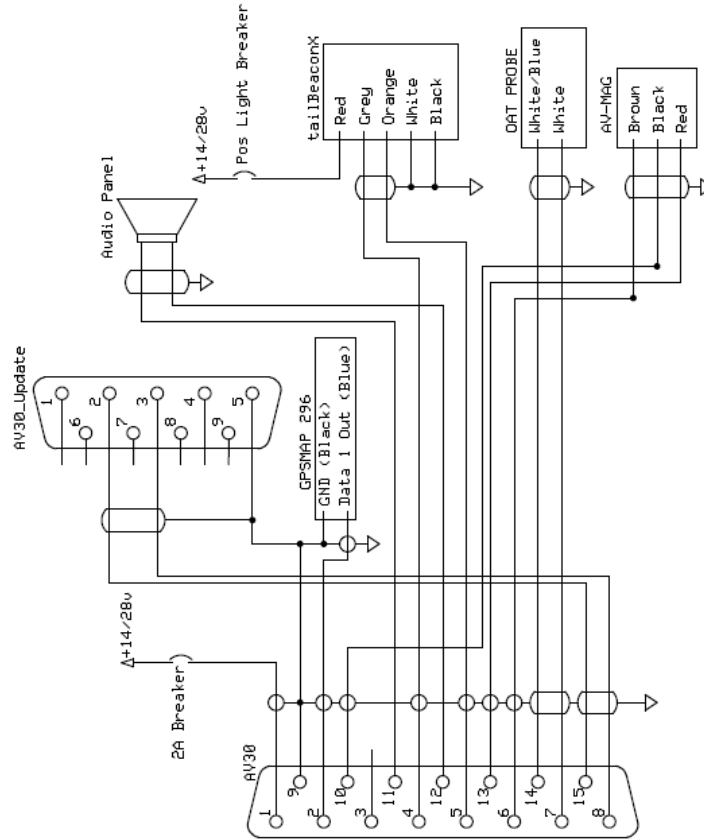 AV30_Update
1
6
2
7
3
8
4
9
5
Audio Panel
+14/28v
Pos Light Breaker
tailBeaconX
Red
Grey
Orange
White
Black
OAT PROBE
White/Blue
White
AV-MAG
Brown
Black
Red
GPSMAP 296
GND (Black)
Data 1 Out (Blue)
+14/28v
2A Breaker
AV30
1
9
2
10
3
11
4
12
5
13
6
14
7
15
8